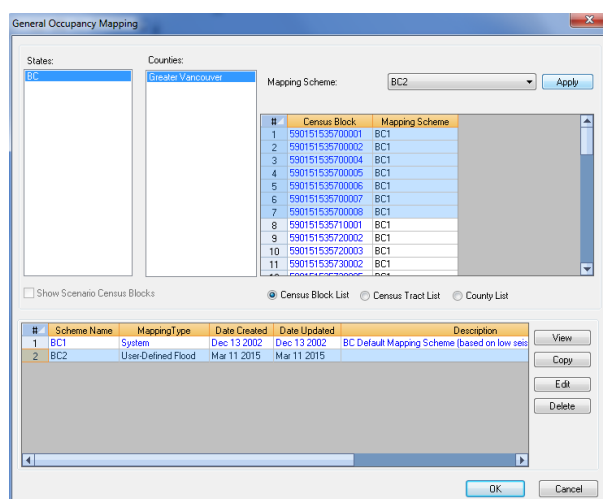 General Occupancy Mapping
States:
Counties:
BC
Greater Vancouver
Mapping Scheme:
BC2
Apply
# Census Block Mapping Scheme
1 590151535700001 BC1
2 590151535700002 BC1
3 590151535700004 BC1
4 590151535700005 BC1
5 590151535700006 BC1
6 590151535700007 BC1
7 590151535700008 BC1
8 590151535710001 BC1
9 590151535720002 BC1
10 590151535720003 BC1
11 590151535730002 BC1
Show Scenario Census Blocks
Census Block List Census Tract List County List
# Scheme Name MappingType Date Created Date Updated Description
1 BC1 System Dec 13 2002 Dec 13 2002 BC Default Mapping Scheme (based on low seis
2 BC2 User-Defined Flood Mar 11 2015 Mar 11 2015
View
Copy
Edit
Delete
OK Cancel